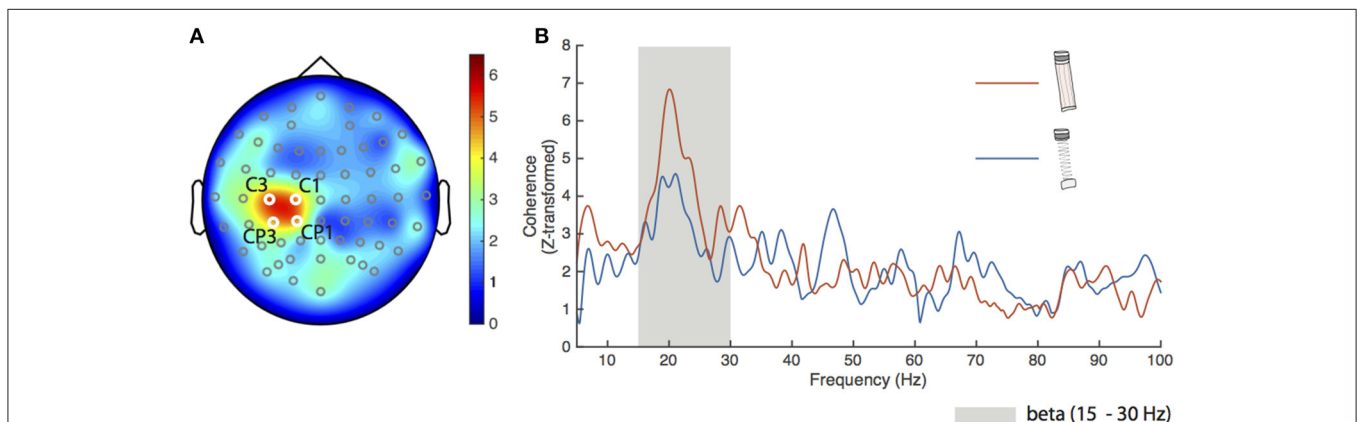 A
6
5
4
3
2
1
0
C3
C1
CP3
CP1
B
8
7
6
5
4
3
2
1
0
Coherence
(Z-transformed)
10 20 30 40 50 60 70 80 90 100
Frequency (Hz)
beta (15 - 30 Hz)